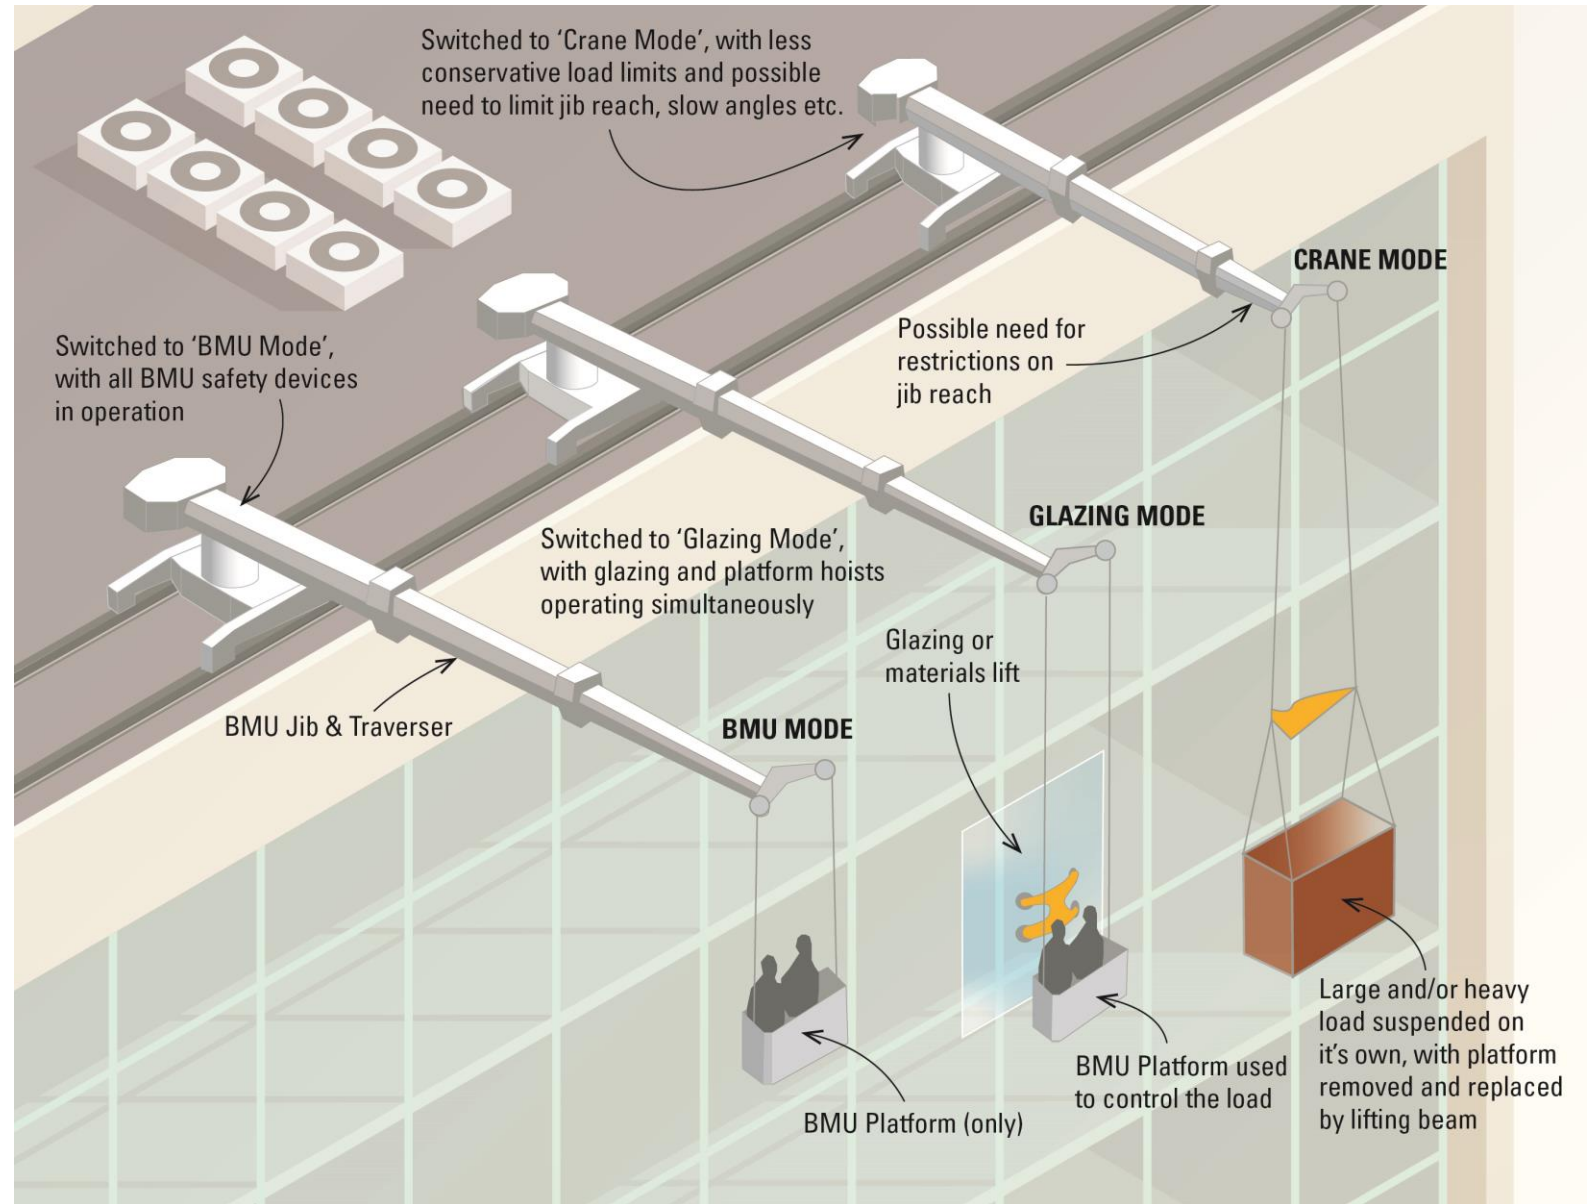 Switched to ‘Crane Mode’, with less
conservative load limits and possible
need to limit jib reach, slow angles etc.
CRANE MODE
Possible need for
restrictions on
jib reach
Switched to ‘BMU Mode’,
with all BMU safety devices
in operation
GLAZING MODE
Switched to ‘Glazing Mode’,
with glazing and platform hoists
operating simultaneously
Glazing or
materials lift
BMU Jib & Traverser
BMU MODE
Large and/or heavy
load suspended on
it’s own, with platform
removed and replaced
by lifting beam
BMU Platform used
to control the load
BMU Platform (only)